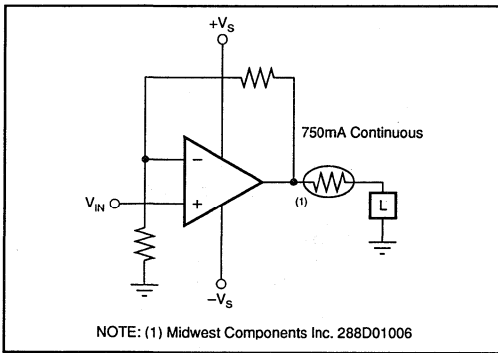 +VS
750mA Continuous
−
+
VIN
(1)
L
−VS
NOTE: (1) Midwest Components Inc. 288D01006